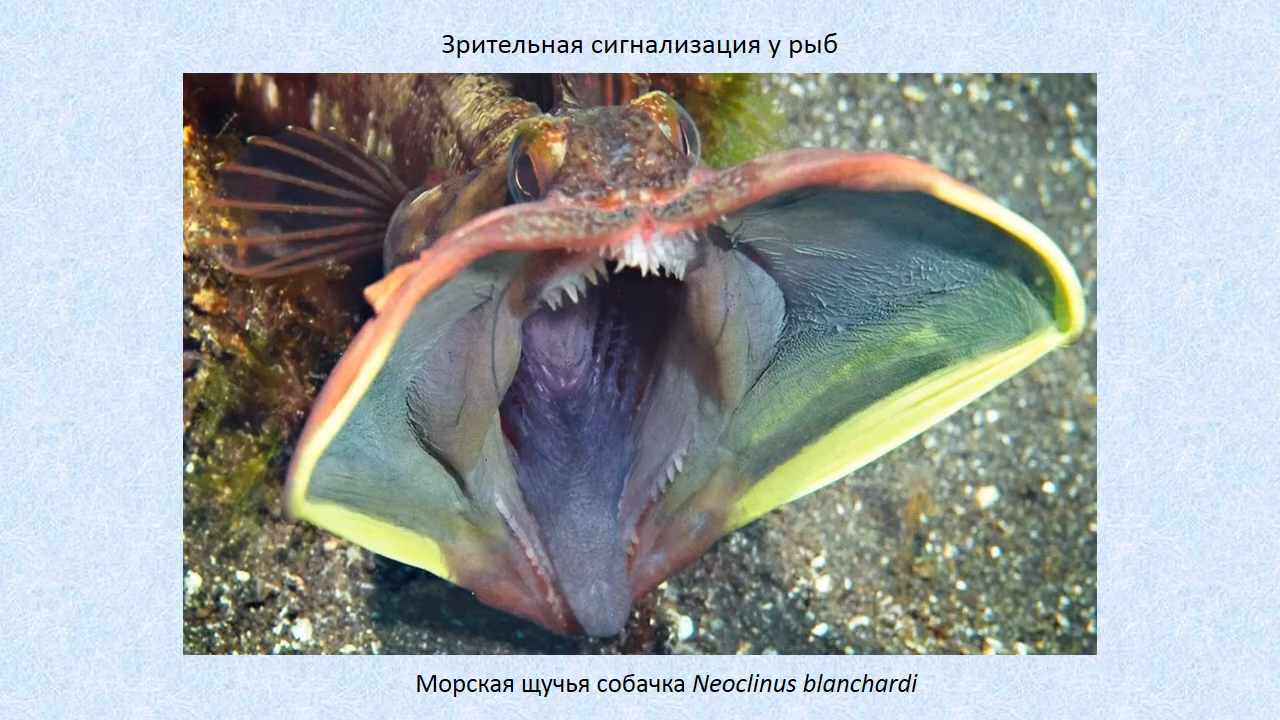 Зрительная сигнализация у рыб
Морская щучья собачка Neoclinus blanchardi